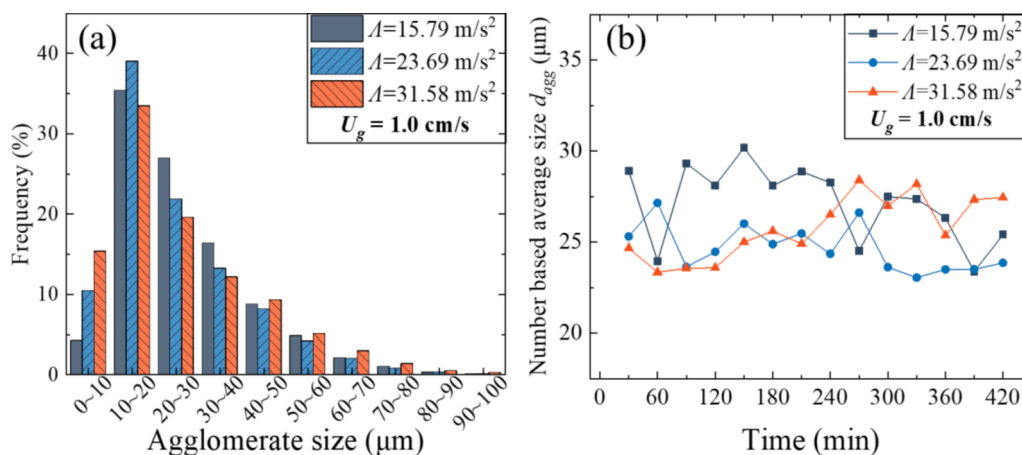 (a)
Λ=15.79 m/s²
Λ=23.69 m/s²
Λ=31.58 m/s²
U_g = 1.0 cm/s
Frequency (%)
40
30
20
10
0
0~10
10~20
20~30
30~40
40~50
50~60
60~70
70~80
80~90
90~100
Agglomerate size (μm)
(b)
Λ=15.79 m/s²
Λ=23.69 m/s²
Λ=31.58 m/s²
U_g = 1.0 cm/s
Number based average size d_agg (μm)
35
30
25
20
0
60
120
180
240
300
360
420
Time (min)